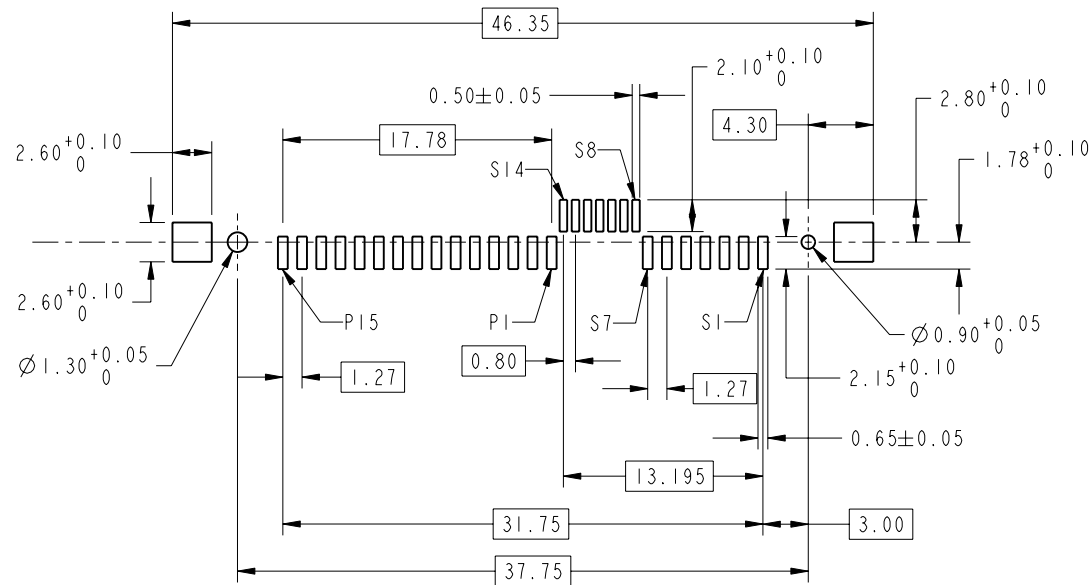 46.35
2.10 +0.10 0
0.50±0.05
2.80 +0.10 0
4.30
17.78
2.60 +0.10 0
S8
1.78 +0.10 0
S14
2.60 +0.10 0
P15
P1
S7
S1
Ø0.90 +0.05 0
Ø1.30 +0.05 0
0.80
1.27
1.27
2.15 +0.10 0
0.65±0.05
13.195
31.75
3.00
37.75